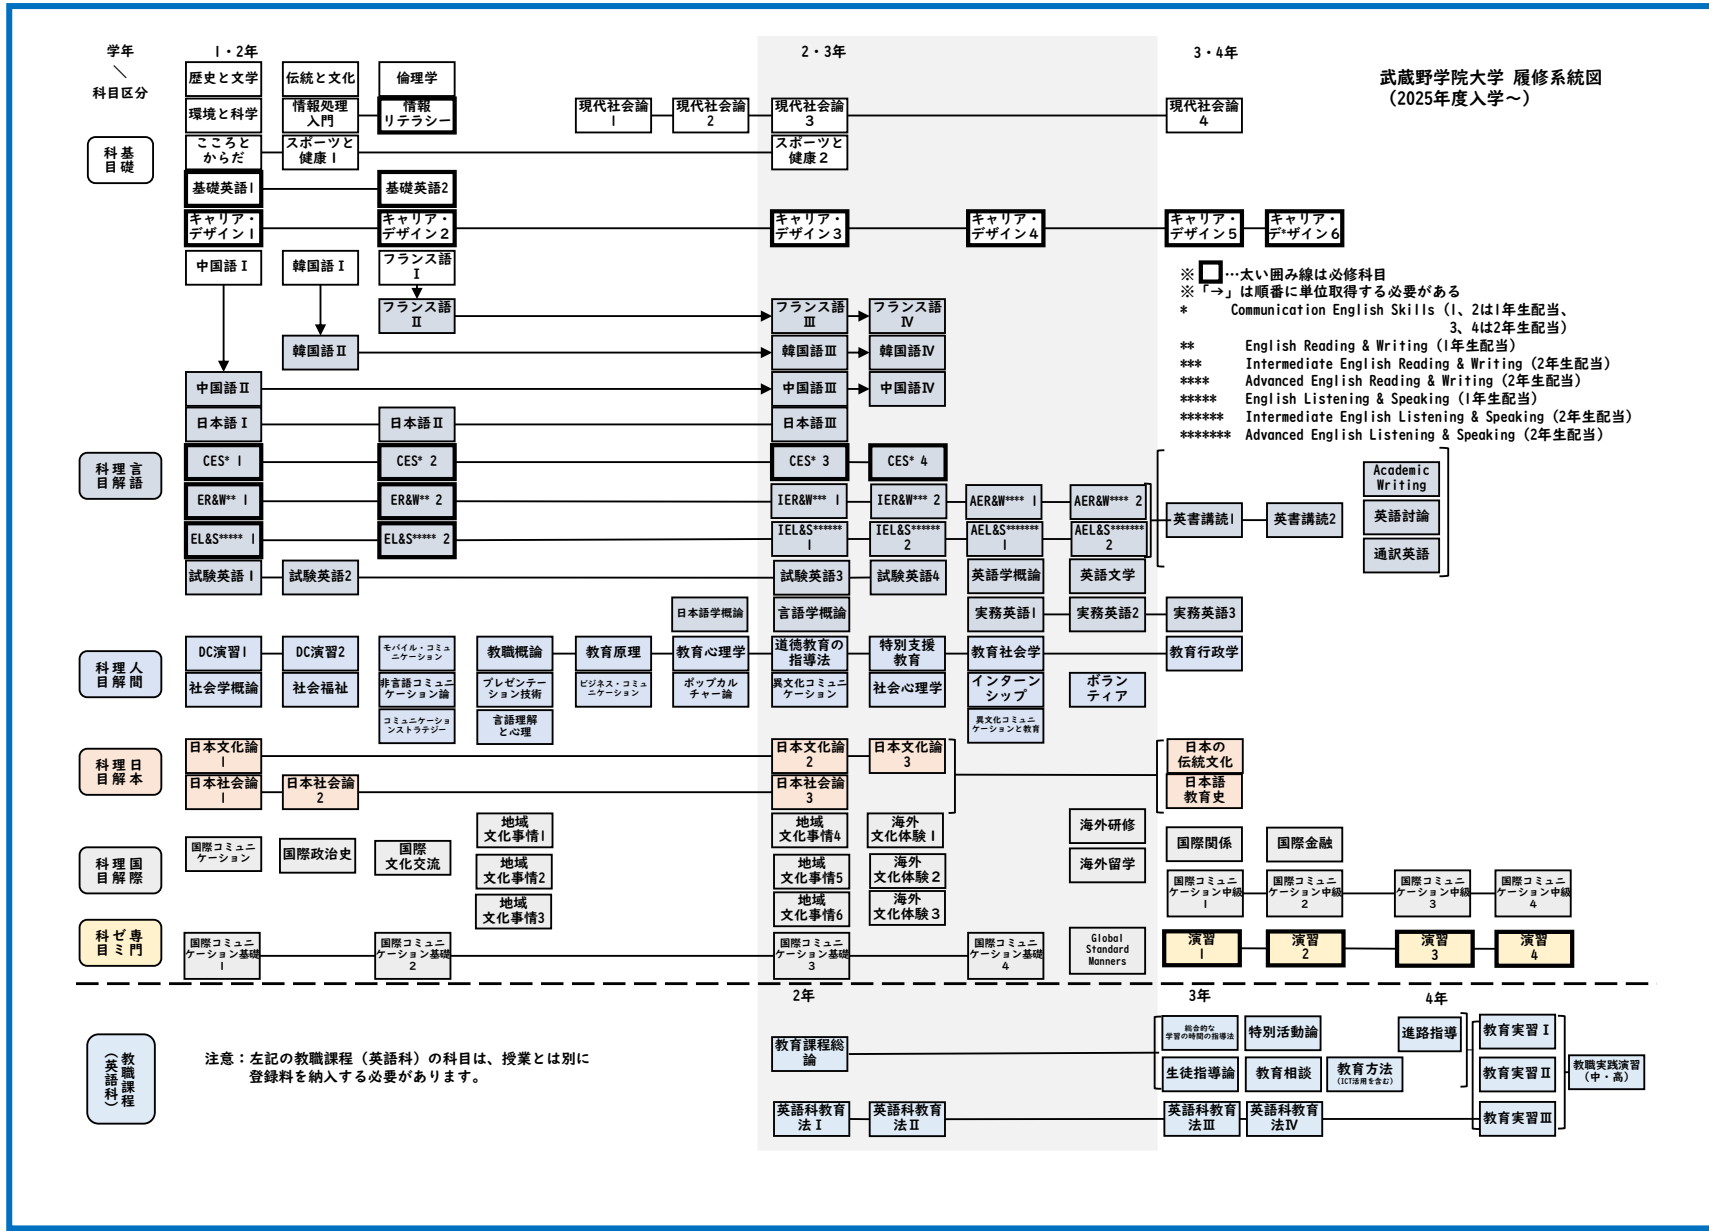 学年
＼
科目区分
1・2年
2・3年
3・4年
武蔵野学院大学 履修系統図
（2025年度入学～）
歴史と文学
伝統と文化
倫理学
環境と科学
情報処理
入門
情報
リテラシー
現代社会論
1
現代社会論
2
現代社会論
3
現代社会論
4
基礎
科目
こころと
からだ
スポーツと
健康1
スポーツと
健康2
基礎英語1
基礎英語2
キャリア・
デザイン1
キャリア・
デザイン2
キャリア・
デザイン3
キャリア・
デザイン4
キャリア・
デザイン5
キャリア・
デ*ザイン6
中国語Ⅰ
韓国語Ⅰ
フランス語
Ⅰ
※□…太い囲み線は必修科目
※「→」は順番に単位取得する必要がある
* Communication English Skills（1、2は1年生配当、
3、4は2年生配当）
** English Reading & Writing（1年生配当）
*** Intermediate English Reading & Writing（2年生配当）
**** Advanced English Reading & Writing（2年生配当）
***** English Listening & Speaking（1年生配当）
****** Intermediate English Listening & Speaking（2年生配当）
******* Advanced English Listening & Speaking（2年生配当）
フランス語
Ⅱ
フランス語
Ⅲ
フランス語
Ⅳ
韓国語Ⅱ
韓国語Ⅲ
韓国語Ⅳ
中国語Ⅱ
中国語Ⅲ
中国語Ⅳ
日本語Ⅰ
日本語Ⅱ
日本語Ⅲ
言語
理解
科目
CES* 1
CES* 2
CES* 3
CES* 4
ER&W** 1
ER&W** 2
IER&W*** 1
IER&W*** 2
AER&W**** 1
AER&W**** 2
EL&S***** 1
EL&S***** 2
IEL&S******
1
IEL&S******
2
AEL&S*******
1
AEL&S*******
2
英書講読1
英書講読2
Academic
Writing
英語討論
通訳英語
試験英語1
試験英語2
試験英語3
試験英語4
英語学概論
英語文学
日本語学概論
言語学概論
実務英語1
実務英語2
実務英語3
人間
理解
科目
DC演習1
DC演習2
モバイル・コミュ
ニケーション
教職概論
教育原理
教育心理学
道徳教育の
指導法
特別支援
教育
教育社会学
教育行政学
社会学概論
社会福祉
非言語コミュニ
ケーション論
プレゼンテー
ション技術
ビジネス・コミュ
ニケーション
ポップカル
チャー論
異文化コミュニ
ケーション
社会心理学
インターン
シップ
ボラン
ティア
コミュニケーショ
ンストラテジー
言語理解
と心理
異文化コミュニ
ケーションと教育
日本
理解
科目
日本文化論
1
日本文化論
2
日本文化論
3
日本の
伝統文化
日本社会論
1
日本社会論
2
日本社会論
3
日本語
教育史
国際
理解
科目
国際コミュニ
ケーション
国際政治史
国際
文化交流
地域
文化事情1
地域
文化事情2
地域
文化事情3
地域
文化事情4
地域
文化事情5
地域
文化事情6
海外
文化体験1
海外
文化体験2
海外
文化体験3
海外研修
海外留学
国際関係
国際金融
国際コミュニ
ケーション中級
1
国際コミュニ
ケーション中級
2
国際コミュニ
ケーション中級
3
国際コミュニ
ケーション中級
4
専門
ゼミ
科目
国際コミュニ
ケーション基礎
1
国際コミュニ
ケーション基礎
2
国際コミュニ
ケーション基礎
3
国際コミュニ
ケーション基礎
4
Global
Standard
Manners
演習
1
演習
2
演習
3
演習
4
2年
3年
4年
教職課程
（英語科）
注意：左記の教職課程（英語科）の科目は、授業とは別に
登録料を納入する必要があります。
教育課程総
論
総合的な
学習の時間の指導法
特別活動論
進路指導
生徒指導論
教育相談
教育方法
（ICT活用を含む）
教育実習Ⅰ
教育実習Ⅱ
教育実習Ⅲ
教職実践演習
（中・高）
英語科教育
法Ⅰ
英語科教育
法Ⅱ
英語科教育
法Ⅲ
英語科教育
法Ⅳ